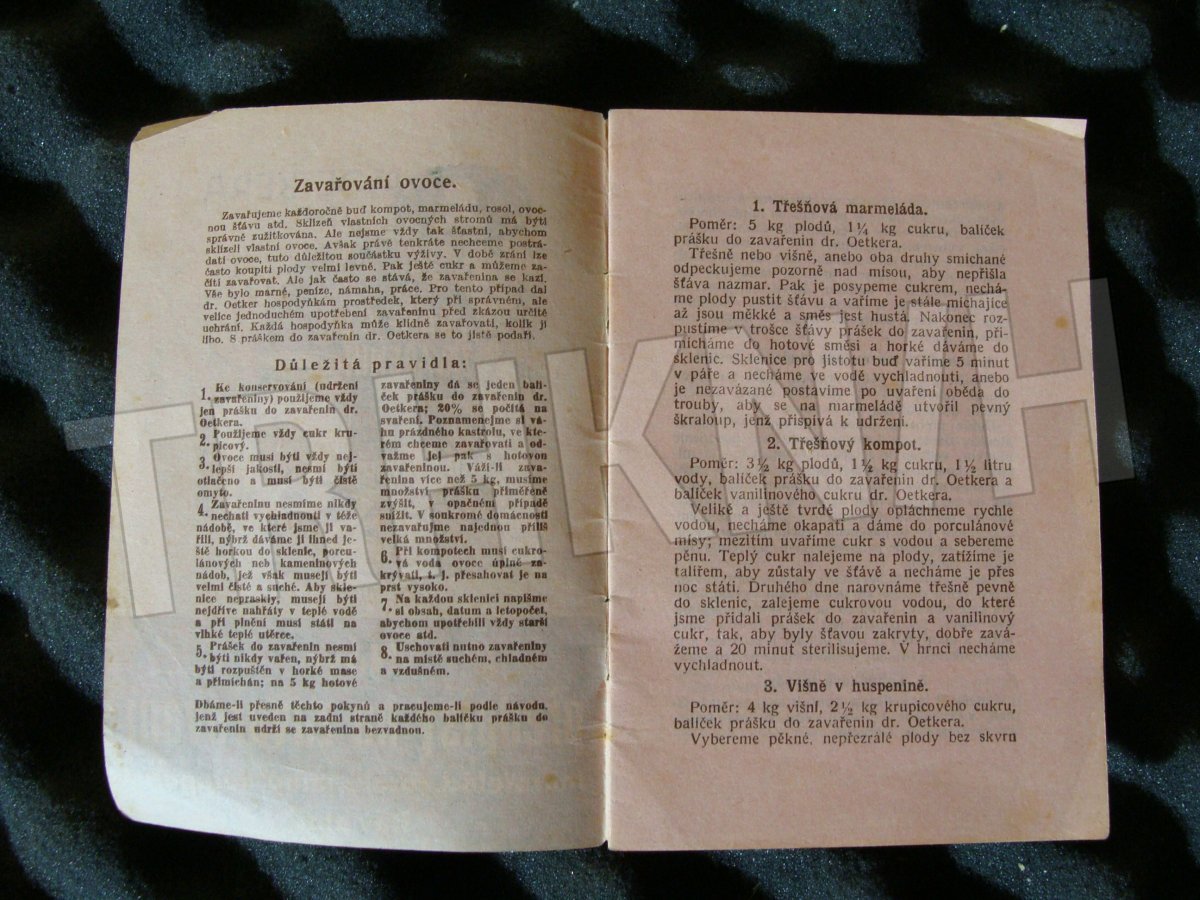 Zavařování ovoce.
Zavařujeme každoročně buď kompot, marmeládu, rosol, ovoc-
nou šťávu atd. Sklizeň vlastních ovocných stromů má býti
správně zužitkována. Ale nejsme vždy tak šťastni, abychom
sklízeli vlastní ovoce. Avšak právě tenkráte nechceme postrá-
dati ovoce, tuto důležitou součástku výživy. V době zrání lze
často koupiti plody velmi levně. Pak ještě cukr a můžeme za-
číti zavařovat. Ale jak často se stává, že zavařenina se kazí.
Vše bylo marné, peníze, námaha, práce. Pro tento případ dal
dr. Oetker hospodyňkám prostředek, který při správném, ale
velice jednoduchém upotřebení zavařeninu před zkázou určitě
uchrání. Každá hospodyňka může klidně zavařovati, kolik jí
libo. S práškem do zavařenin dr. Oetkera se to jistě podaří.
Důležitá pravidla:
1. Ke konservování (udržení
zavařeniny) použijeme vždy
jen prášku do zavařenin dr.
Oetkera.
2. Použijeme vždy cukr kru-
picový.
3. Ovoce musí býti vždy nej-
lepší jakosti, nesmí býti
otlačeno a musí býti čistě
omyto.
4. Zavařeninu nesmíme nikdy
nechati vychladnouti v téže
nádobě, ve které jsme ji va-
řili, nýbrž dáváme ji ihned je-
ště horkou do sklenic, porcu-
lánových neb kameninových
nádob, jež však musejí býti
velmi čisté a suché. Aby skle-
nice nepraskly, musejí býti
nejdříve nahřáty v teplé vodě
a při plnění musí státi na
vlhké teplé utěrce.
5. Prášek do zavařenin nesmí
býti nikdy vařen, nýbrž má
býti rozpuštěn v horké mase
a přimíchán; na 5 kg hotové
zavařeniny dá se jeden balí-
ček prášku do zavařenin dr.
Oetkera; 20% se počítá na
svaření. Poznamenejme si vá-
hu prázdného kastrolu, ve kte-
rém chceme zavařovati a od-
važme jej pak s hotovou
zavařeninou. Váží-li zava-
řenina více než 5 kg, musíme
množství prášku přiměřeně
zvýšit, v opačném případě
snížit. V soukromé domácnosti
nezavařujme najednou příliš
velká množství.
6. Při kompotech musí cukro-
vá voda ovoce úplně za-
krývati, t. j. přesahovat je na
prst vysoko.
7. Na každou sklenici napišme
si obsah, datum a letopočet,
abychom upotřebili vždy starší
ovoce atd.
8. Uschovati nutno zavařeniny
na místě suchém, chladném
a vzdušném.
Dbáme-li přesně těchto pokynů a pracujeme-li podle návodu,
jenž jest uveden na zadní straně každého balíčku prášku do
zavařenin udrží se zavařenina bezvadnou.
1. Třešňová marmeláda.
Poměr: 5 kg plodů, 1¼ kg cukru, balíček
prášku do zavařenin dr. Oetkera.
Třešně nebo višně, anebo oba druhy smíchané
odpeckujeme pozorně nad mísou, aby nepřišla
šťáva nazmar. Pak je posypeme cukrem, nechá-
me plody pustit šťávu a vaříme je stále míchajíce
až jsou měkké a směs jest hustá. Nakonec roz-
pustíme v trošce šťávy prášek do zavařenin, při-
mícháme do hotové směsi a horké dáváme do
sklenic. Sklenice pro jistotu buď vaříme 5 minut
v páře a necháme ve vodě vychladnouti, anebo
je nezavázané postavíme po uvaření oběda do
trouby, aby se na marmeládě utvořil pevný
škraloup, jenž přispívá k udržení.
2. Třešňový kompot.
Poměr: 3½ kg plodů, 1½ kg cukru, 1½ litru
vody, balíček prášku do zavařenin dr. Oetkera a
balíček vanilinového cukru dr. Oetkera.
Veliké a ještě tvrdé plody opláchneme rychle
vodou, necháme okapati a dáme do porculánové
mísy; mezitím uvaříme cukr s vodou a sebereme
pěnu. Teplý cukr nalejeme na plody, zatížíme je
talířem, aby zůstaly ve šťávě a necháme je přes
noc státi. Druhého dne narovnáme třešně pevně
do sklenic, zalejeme cukrovou vodou, do které
jsme přidali prášek do zavařenin a vanilinový
cukr, tak, aby byly šťávou zakryty, dobře zavá-
žeme a 20 minut sterilisujeme. V hrnci necháme
vychladnout.
3. Višně v huspenině.
Poměr: 4 kg višní, 2½ kg krupicového cukru,
balíček prášku do zavařenin dr. Oetkera.
Vybereme pěkné, nepřezrálé plody bez skvrn